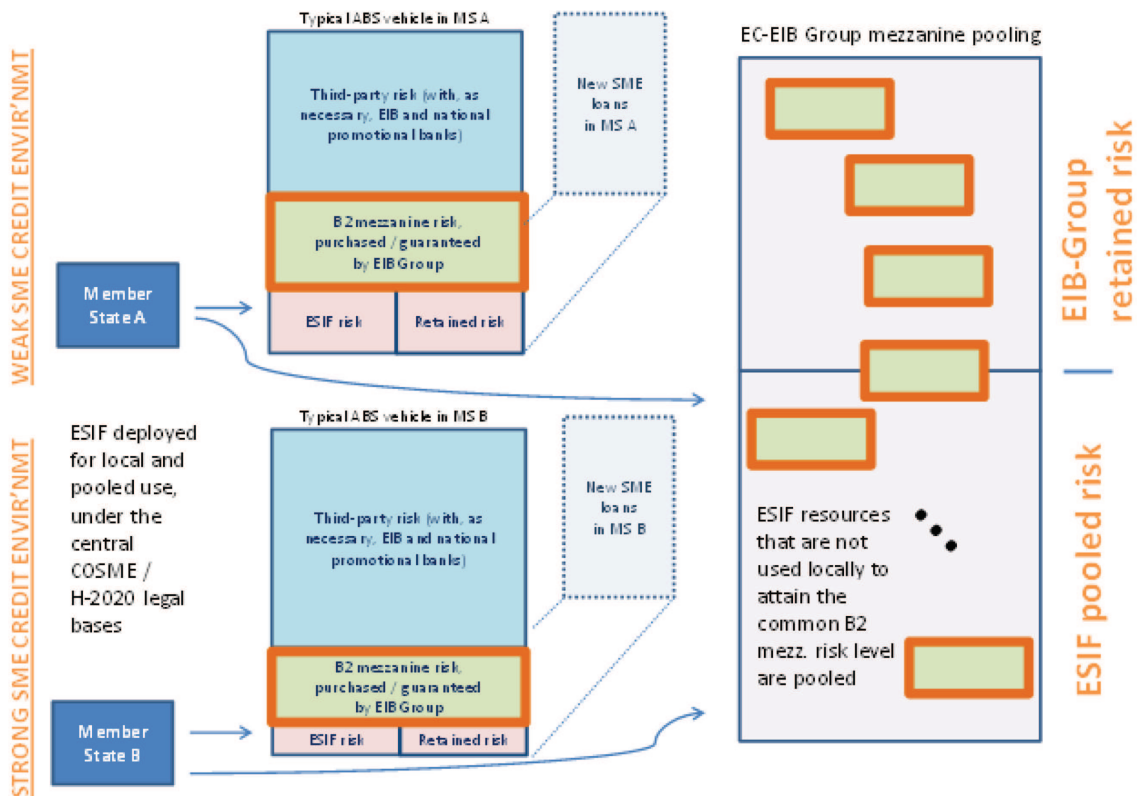 WEAK SME CREDIT ENVIR'NMT
Member
State A
Typical ABS vehicle in MS A
Third-party risk (with, as
necessary, EIB and national
promotional banks)
B2 mezzanine risk,
purchased / guaranteed
by EIB Group
ESIF risk
Retained risk
New SME
loans
in MS A
STRONG SME CREDIT ENVIR'NMT
ESIF deployed
for local and
pooled use,
under the
central
COSME /
H-2020 legal
bases
Member
State B
Typical ABS vehicle in MS B
Third-party risk (with, as
necessary, EIB and national
promotional banks)
B2 mezzanine risk,
purchased / guaranteed
by EIB Group
ESIF risk
Retained risk
New SME
loans
in MS B
EC-EIB Group mezzanine pooling
ESIF resources
that are not
used locally to
attain the
common B2
mezz. risk level
are pooled
EIB-Group
retained risk
ESIF pooled risk